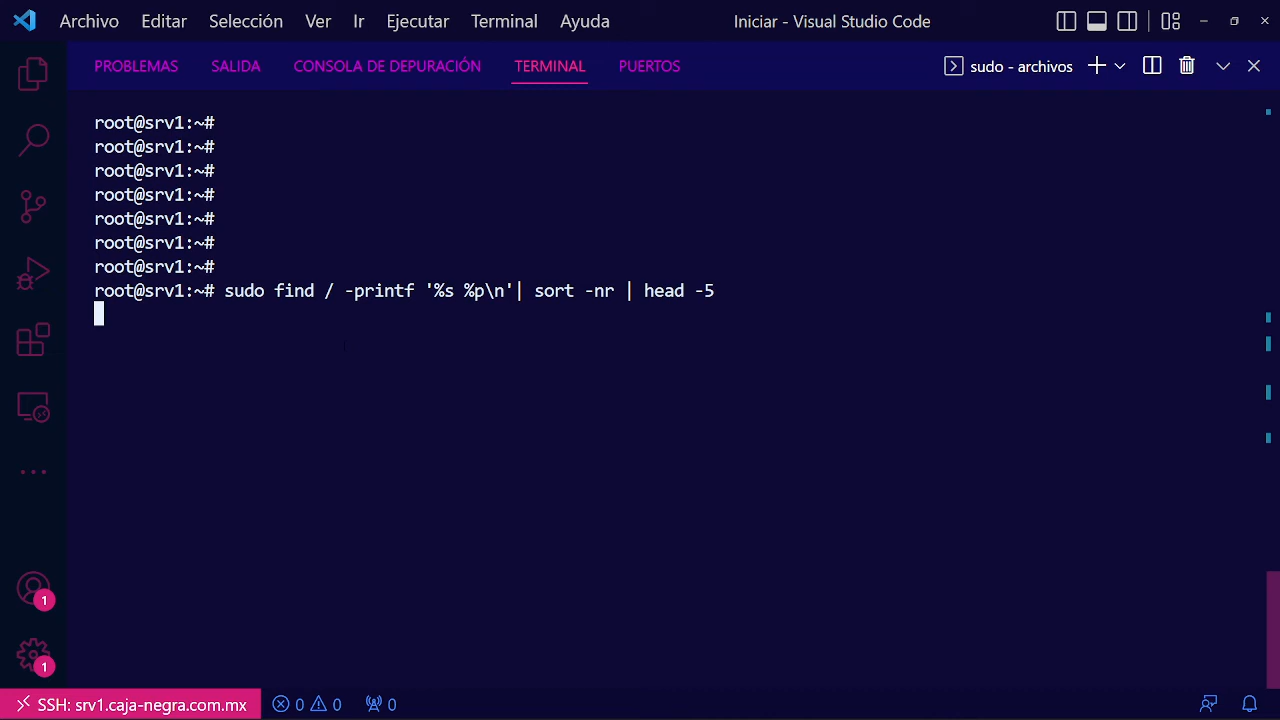 Archivo Editar Selección Ver Ir Ejecutar Terminal Ayuda Iniciar - Visual Studio Code
PROBLEMAS SALIDA CONSOLA DE DEPURACIÓN TERMINAL PUERTOS sudo - archivos
root@srv1:~#
root@srv1:~#
root@srv1:~#
root@srv1:~#
root@srv1:~#
root@srv1:~#
root@srv1:~#
root@srv1:~# sudo find / -printf '%s %p\n'| sort -nr | head -5
1
1
SSH: srv1.caja-negra.com.mx 0 0 0